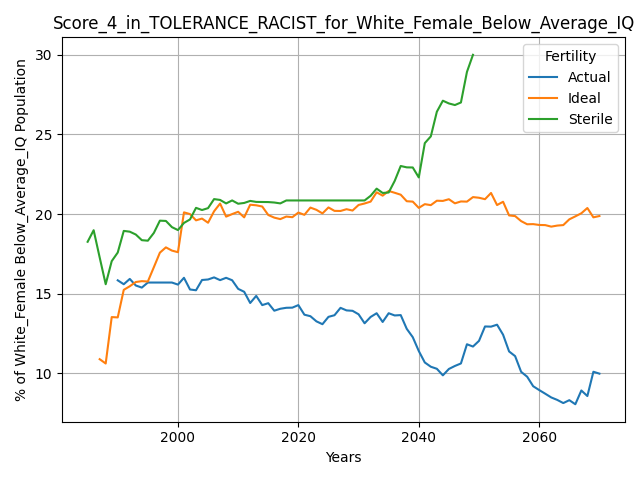 Score_4_in_TOLERANCE_RACIST_for_White_Female_Below_Average_IQ
% of White_Female Below_Average_IQ Population
30
25
20
15
10
Fertility
Actual
Ideal
Sterile
2000
2020
2040
2060
Years